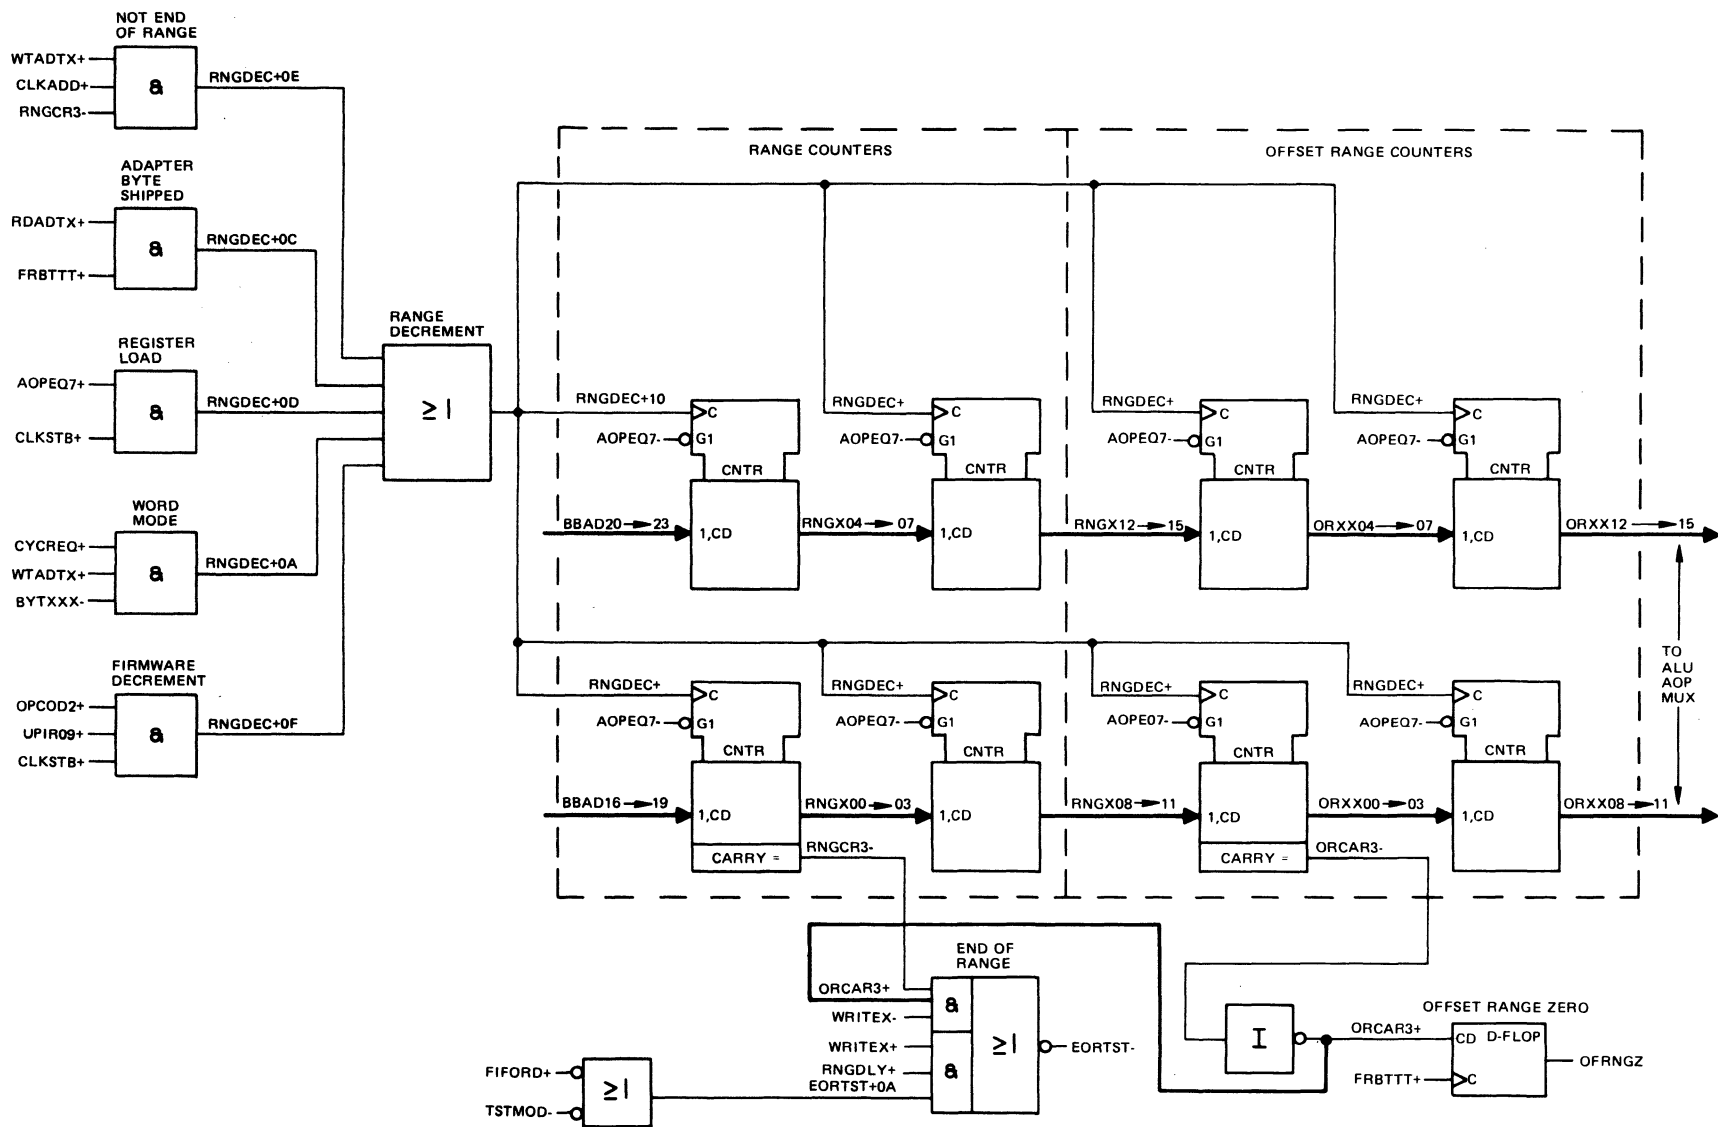 NOT END
OF RANGE
WTADTX+
CLKADD+
RNGCR3-
&
RNGDEC+0E
ADAPTER
BYTE
SHIPPED
RDADTX+
FRBTTT+
&
RNGDEC+0C
REGISTER
LOAD
AOPEQ7+
CLKSTB+
&
RNGDEC+0D
WORD
MODE
CYCREQ+
WTADTX+
BYTXXX-
&
RNGDEC+0A
FIRMWARE
DECREMENT
OPCOD2+
UPIR09+
CLKSTB+
&
RNGDEC+0F
RANGE
DECREMENT
≥1
RANGE COUNTERS
OFFSET RANGE COUNTERS
RNGDEC+10
C
AOPEQ7-
G1
CNTR
BBAD20 → 23
1,CD
RNGDEC+
C
AOPEQ7-
G1
CNTR
RNGX04 → 07
1,CD
RNGDEC+
C
AOPEQ7-
G1
CNTR
RNGX12 → 15
1,CD
RNGDEC+
C
AOPEQ7-
G1
CNTR
ORXX04 → 07
1,CD
ORXX12 → 15
RNGDEC+
C
AOPEQ7-
G1
CNTR
BBAD16 → 19
1,CD
CARRY =
RNGCR3-
RNGDEC+
C
AOPEQ7-
G1
CNTR
RNGX00 → 03
1,CD
RNGDEC+
C
AOPE07-
G1
CNTR
RNGX08 → 11
1,CD
CARRY =
ORCAR3-
RNGDEC+
C
AOPEQ7-
G1
CNTR
ORXX00 → 03
1,CD
ORXX08 → 11
TO
ALU
AOP
MUX
END OF
RANGE
ORCAR3+
WRITEX-
&
WRITEX+
RNGDLY+
EORTST+0A
&
≥1
EORTST-
FIFORD+
TSTMOD-
≥1
I
ORCAR3+
OFFSET RANGE ZERO
CD D-FLOP
FRBTTT+
C
OFRNGZ